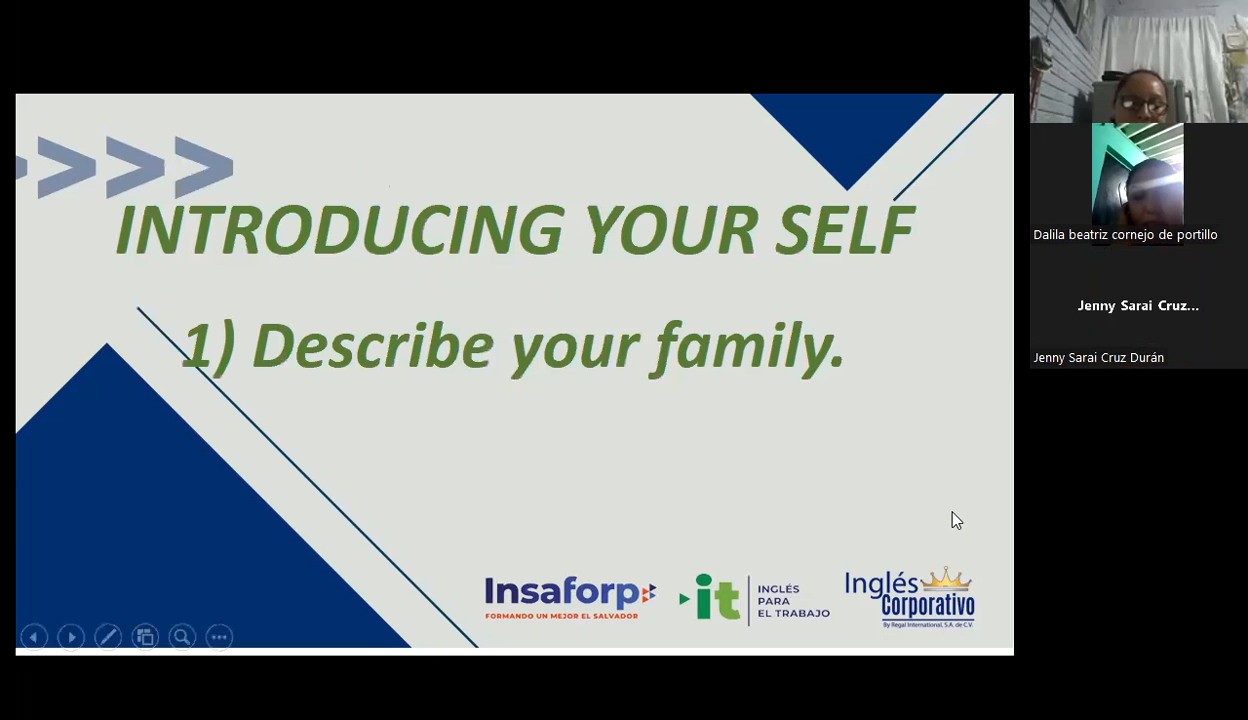 INTRODUCING YOUR SELF
1) Describe your family.
Insaforp
FORMANDO UN MEJOR EL SALVADOR
it
INGLÉS
PARA
EL TRABAJO
Inglés
Corporativo
By Regal International, S.A. de C.V.
Dalila beatriz cornejo de portillo
Jenny Sarai Cruz...
Jenny Sarai Cruz Durán